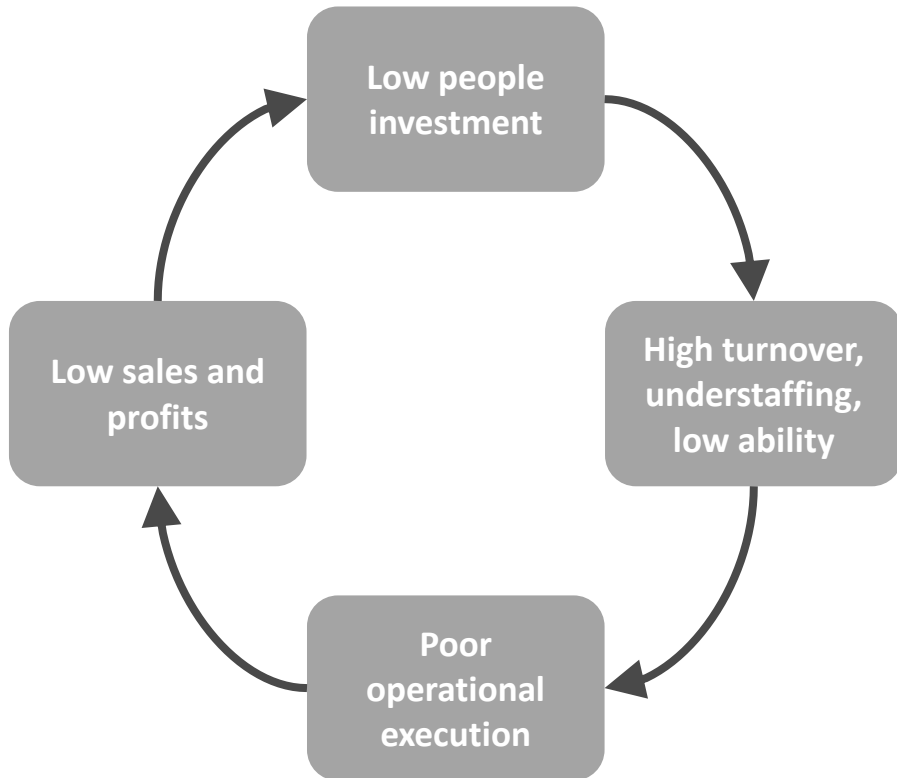 Low people
investment
High turnover,
understaffing,
low ability
Poor
operational
execution
Low sales and
profits